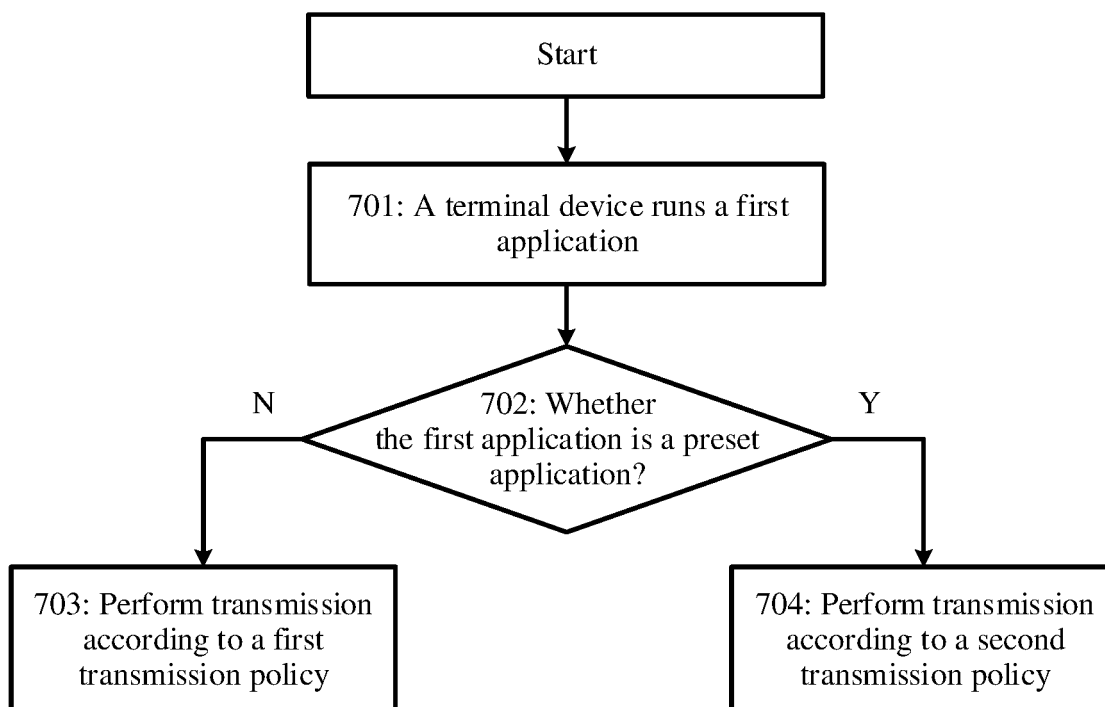 Start
701: A terminal device runs a first
application
702: Whether
the first application is a preset
application?
N
Y
703: Perform transmission
according to a first
transmission policy
704: Perform transmission
according to a second
transmission policy